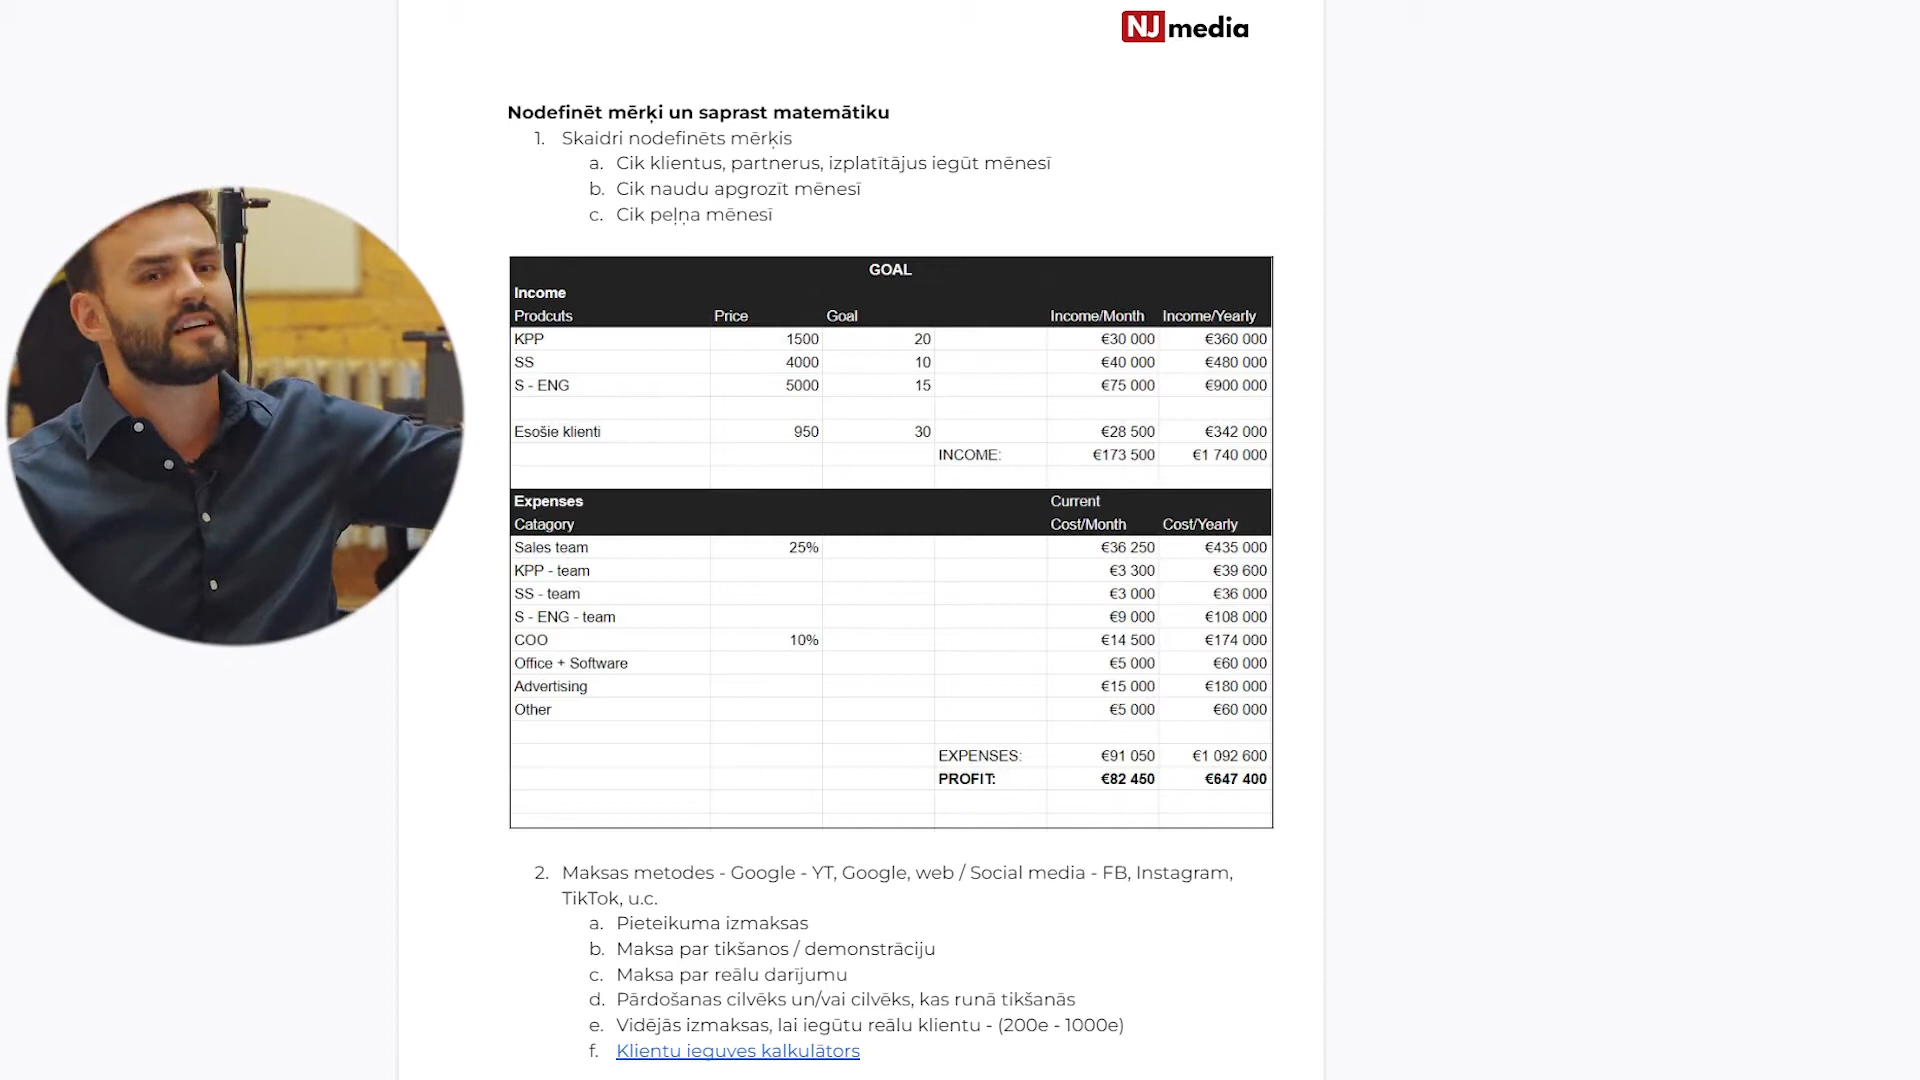 NJ media
Nodefinēt mērķi un saprast matemātiku
1. Skaidri nodefinēts mērķis
a. Cik klientus, partnerus, izplatītājus iegūt mēnesī
b. Cik naudu apgrozīt mēnesī
c. Cik peļņa mēnesī
GOAL
Income
Prodcuts Price Goal Income/Month Income/Yearly
KPP 1500 20 €30 000 €360 000
SS 4000 10 €40 000 €480 000
S - ENG 5000 15 €75 000 €900 000
Esošie klienti 950 30 €28 500 €342 000
INCOME: €173 500 €1 740 000
Expenses Current
Catagory Cost/Month Cost/Yearly
Sales team 25% €36 250 €435 000
KPP - team €3 300 €39 600
SS - team €3 000 €36 000
S - ENG - team €9 000 €108 000
COO 10% €14 500 €174 000
Office + Software €5 000 €60 000
Advertising €15 000 €180 000
Other €5 000 €60 000
EXPENSES: €91 050 €1 092 600
PROFIT: €82 450 €647 400
2. Maksas metodes - Google - YT, Google, web / Social media - FB, Instagram,
TikTok, u.c.
a. Pieteikuma izmaksas
b. Maksa par tikšanos / demonstrāciju
c. Maksa par reālu darījumu
d. Pārdošanas cilvēks un/vai cilvēks, kas runā tikšanās
e. Vidējās izmaksas, lai iegūtu reālu klientu - (200e - 1000e)
f. Klientu ieguves kalkulātors